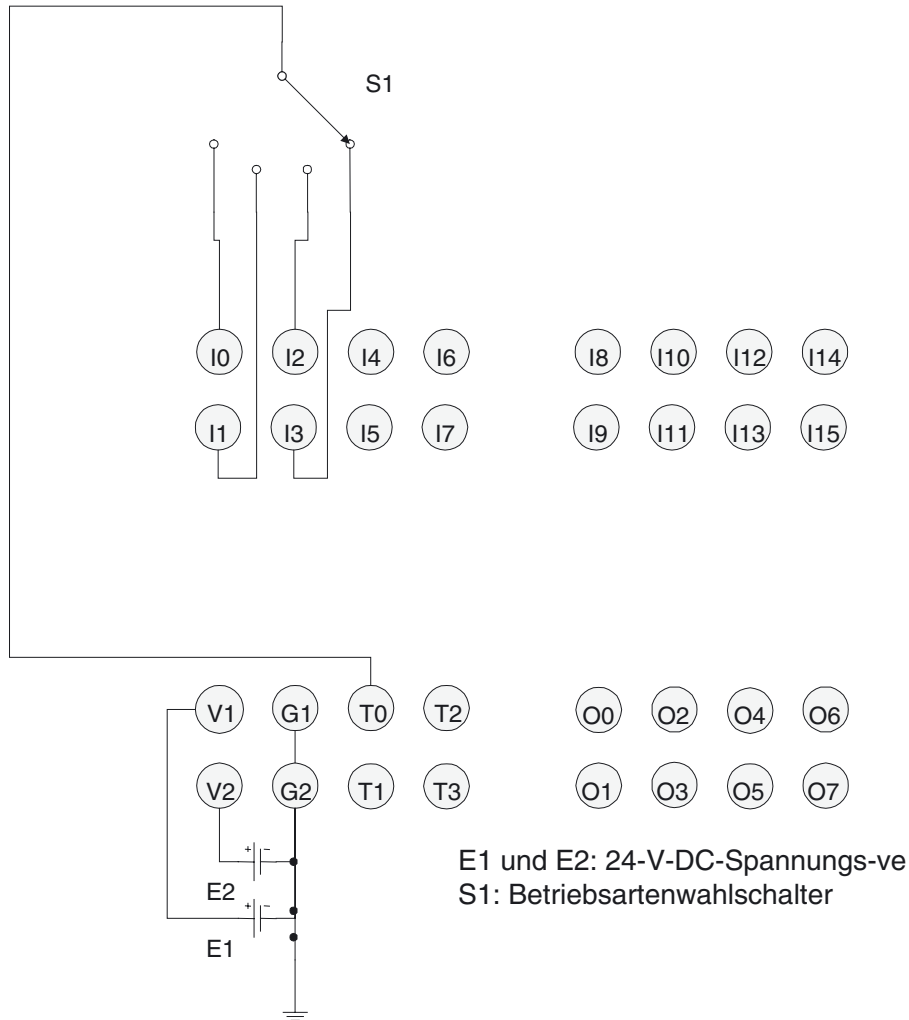 S1
I0 I2 I4 I6 I8 I10 I12 I14
I1 I3 I5 I7 I9 I11 I13 I15
V1 G1 T0 T2 O0 O2 O4 O6
V2 G2 T1 T3 O1 O3 O5 O7
+ −
E2
+ −
E1
E1 und E2: 24-V-DC-Spannungs-ve
S1: Betriebsartenwahlschalter